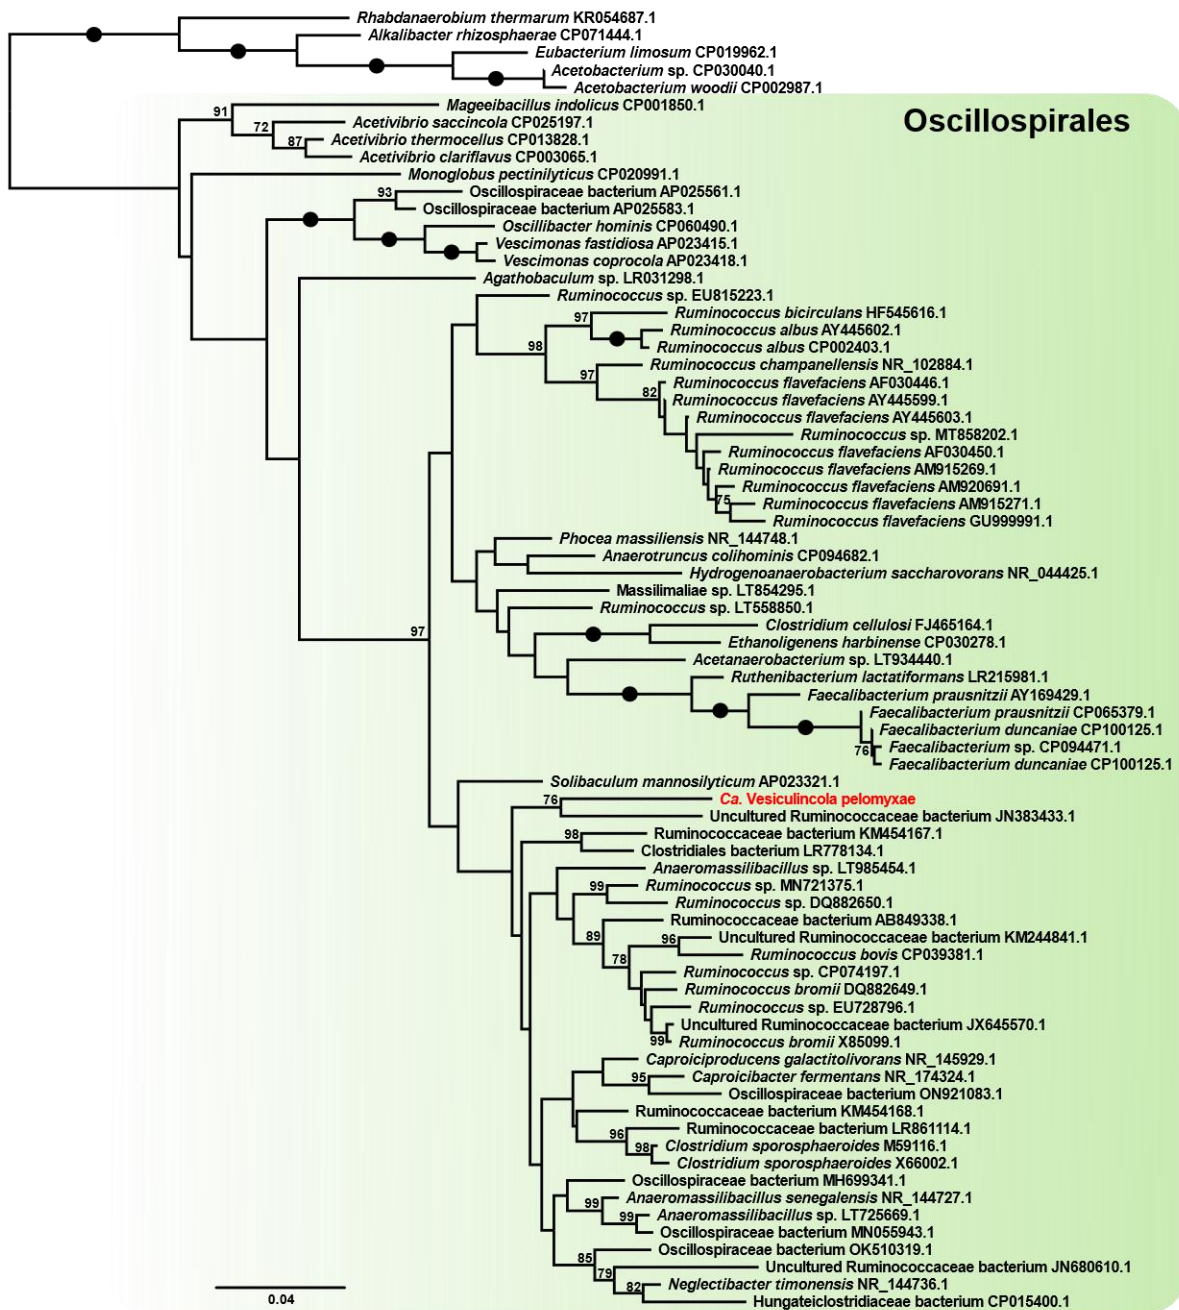 Rhabdanaerobium thermarum KR054687.1
Alkalibacter rhizosphaerae CP071444.1
Eubacterium limosum CP019962.1
Acetobacterium sp. CP030040.1
Acetobacterium woodii CP002987.1
Oscillospirales
91
Mageeibacillus indolicus CP001850.1
72
Acetivibrio saccincola CP025197.1
87
Acetivibrio thermocellus CP013828.1
Acetivibrio clariflavus CP003065.1
Monoglobus pectinilyticus CP020991.1
93
Oscillospiraceae bacterium AP025561.1
Oscillospiraceae bacterium AP025583.1
Oscillibacter hominis CP060490.1
Vescimonas fastidiosa AP023415.1
Vescimonas coprocola AP023418.1
Agathobaculum sp. LR031298.1
Ruminococcus sp. EU815223.1
97
Ruminococcus bicirculans HF545616.1
Ruminococcus albus AY445602.1
98
Ruminococcus albus CP002403.1
97
Ruminococcus champanellensis NR_102884.1
82
Ruminococcus flavefaciens AF030446.1
Ruminococcus flavefaciens AY445599.1
Ruminococcus flavefaciens AY445603.1
Ruminococcus sp. MT858202.1
Ruminococcus flavefaciens AF030450.1
Ruminococcus flavefaciens AM915269.1
Ruminococcus flavefaciens AM920691.1
75
Ruminococcus flavefaciens AM915271.1
Ruminococcus flavefaciens GU999991.1
Phocea massiliensis NR_144748.1
Anaerotruncus colihominis CP094682.1
Hydrogenoanaerobacterium saccharovorans NR_044425.1
Massilimaliae sp. LT854295.1
Ruminococcus sp. LT558850.1
97
Clostridium cellulosi FJ465164.1
Ethanoligenens harbinense CP030278.1
Acetanaerobacterium sp. LT934440.1
Ruthenibacterium lactatiformans LR215981.1
Faecalibacterium prausnitzii AY169429.1
Faecalibacterium prausnitzii CP065379.1
Faecalibacterium duncaniae CP100125.1
76
Faecalibacterium sp. CP094471.1
Faecalibacterium duncaniae CP100125.1
Solibaculum mannosilyticum AP023321.1
76
Ca. Vesiculincola pelomyxae
Uncultured Ruminococcaceae bacterium JN383433.1
98
Ruminococcaceae bacterium KM454167.1
Clostridiales bacterium LR778134.1
Anaeromassilibacillus sp. LT985454.1
99
Ruminococcus sp. MN721375.1
Ruminococcus sp. DQ882650.1
89
Ruminococcaceae bacterium AB849338.1
96
Uncultured Ruminococcaceae bacterium KM244841.1
78
Ruminococcus bovis CP039381.1
Ruminococcus sp. CP074197.1
Ruminococcus bromii DQ882649.1
Ruminococcus sp. EU728796.1
Uncultured Ruminococcaceae bacterium JX645570.1
99
Ruminococcus bromii X85099.1
Caproiciproducens galactitolivorans NR_145929.1
95
Caproicibacter fermentans NR_174324.1
Oscillospiraceae bacterium ON921083.1
Ruminococcaceae bacterium KM454168.1
96
Ruminococcaceae bacterium LR861114.1
98
Clostridium sporosphaeroides M59116.1
Clostridium sporosphaeroides X66002.1
Oscillospiraceae bacterium MH699341.1
99
Anaeromassilibacillus senegalensis NR_144727.1
99
Anaeromassilibacillus sp. LT725669.1
Oscillospiraceae bacterium MN055943.1
85
Oscillospiraceae bacterium OK510319.1
79
Uncultured Ruminococcaceae bacterium JN680610.1
82
Neglectibacter timonensis NR_144736.1
Hungateiclostridiaceae bacterium CP015400.1
0.04